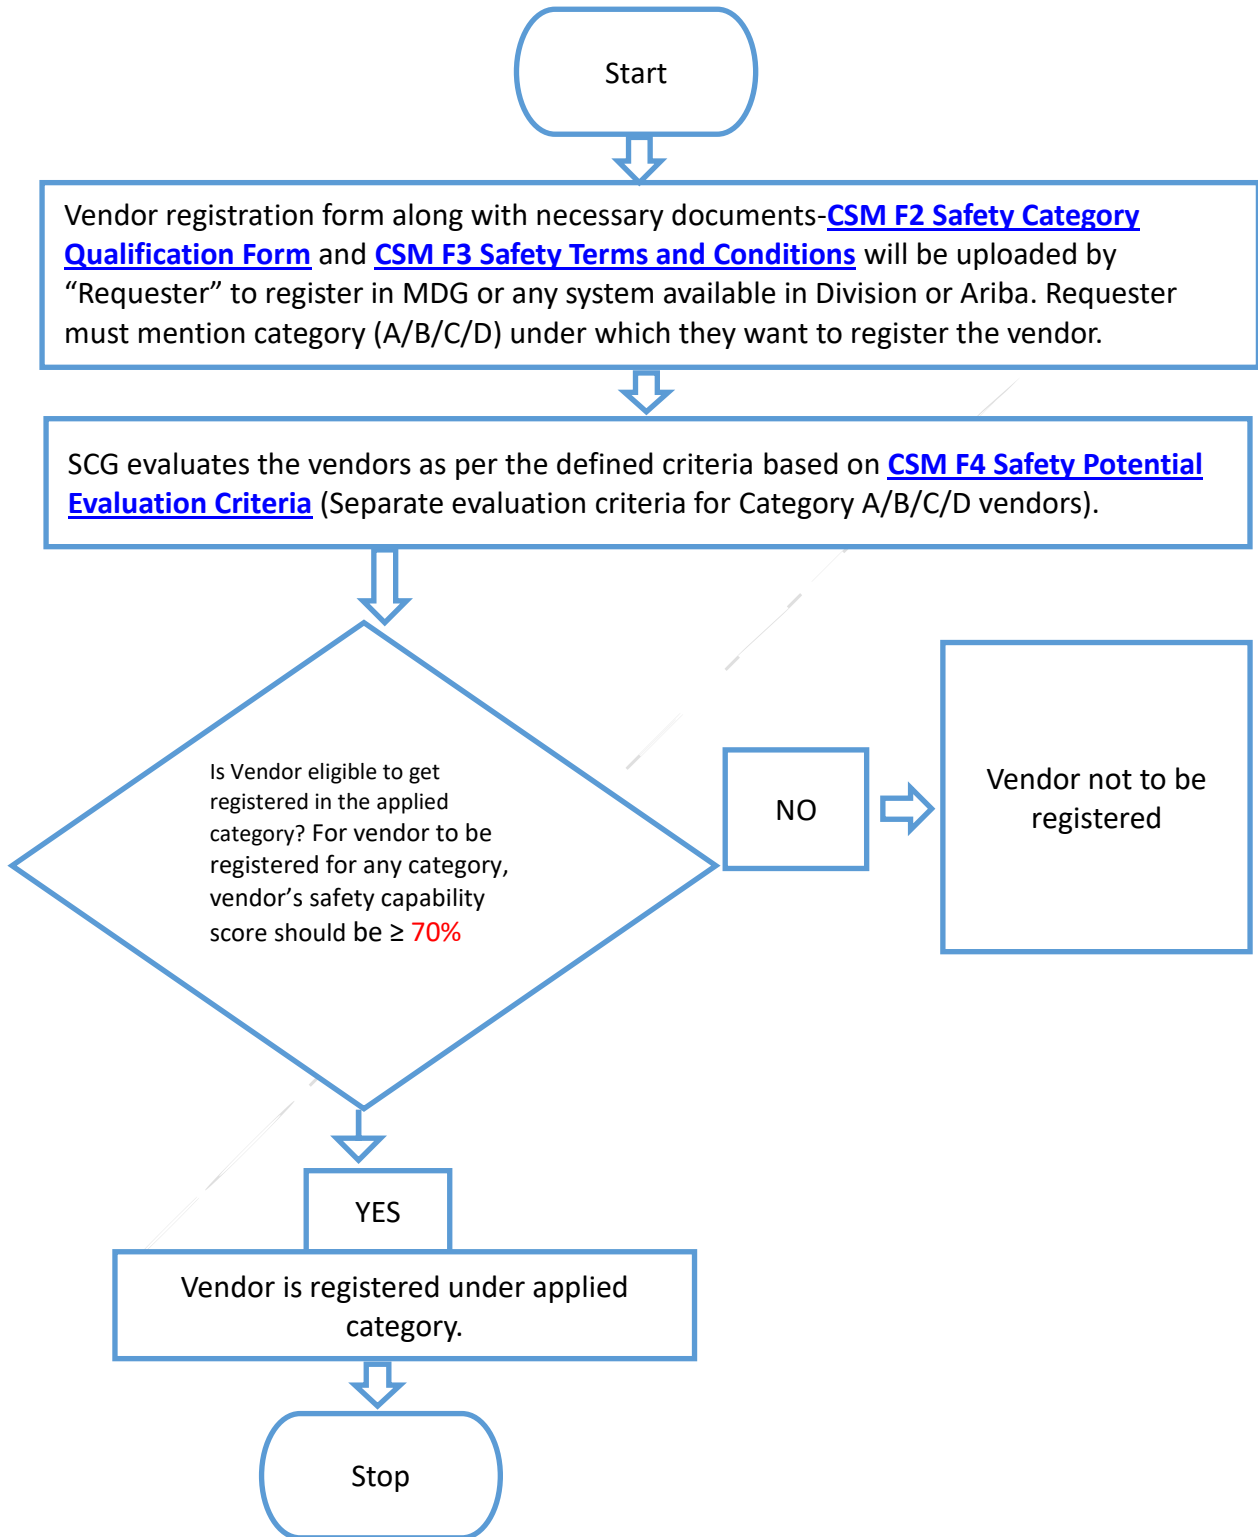 Start
Vendor registration form along with necessary documents-CSM F2 Safety Category
Qualification Form and CSM F3 Safety Terms and Conditions will be uploaded by
“Requester” to register in MDG or any system available in Division or Ariba. Requester
must mention category (A/B/C/D) under which they want to register the vendor.
SCG evaluates the vendors as per the defined criteria based on CSM F4 Safety Potential
Evaluation Criteria (Separate evaluation criteria for Category A/B/C/D vendors).
Is Vendor eligible to get
registered in the applied
category? For vendor to be
registered for any category,
vendor’s safety capability
score should be ≥ 70%
NO
Vendor not to be
registered
YES
Vendor is registered under applied
category.
Stop